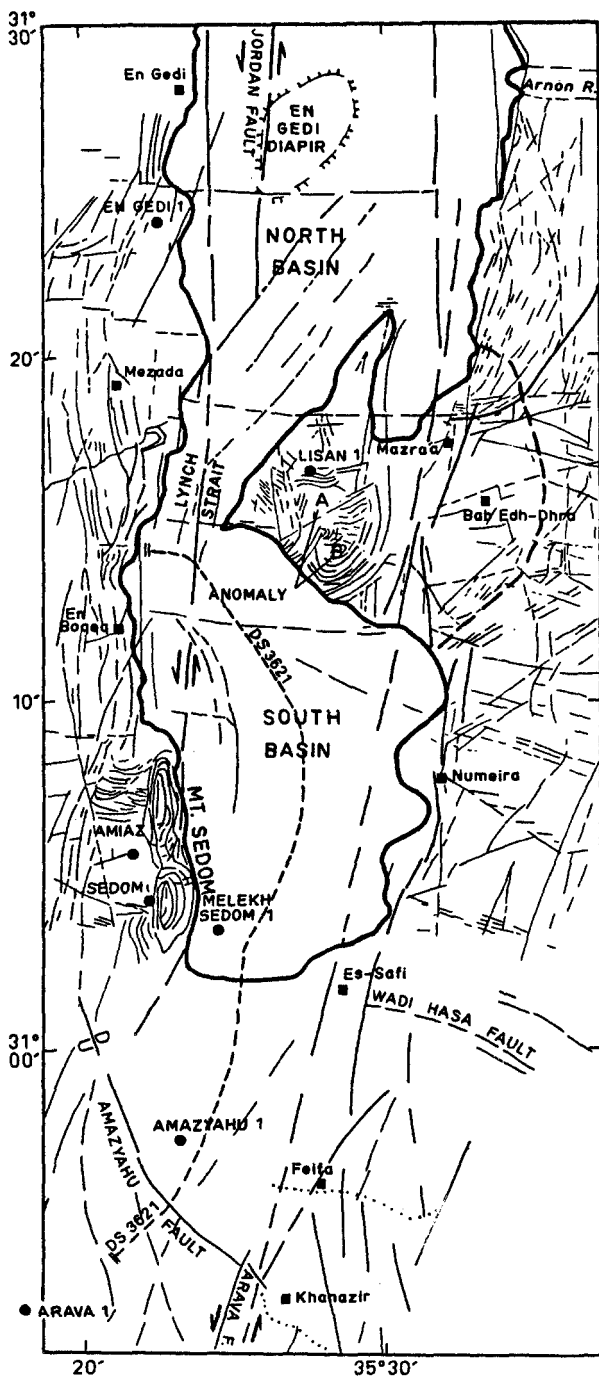 31°
30'
En Gedi
JORDAN FAULT
EN
GEDI
DIAPIR
Arnon R.
EN GEDI 1
NORTH
BASIN
20'
Mezada
LISAN 1
Mazra'a
LYNCH
STRAIT
A
Bab Edh-Dhra
B
ANOMALY
En
Boqeq
DS 3621
10'
SOUTH
BASIN
Numeira
MT SEDOM
AMIAZ
SEDOM 1
MELEKH
SEDOM 1
Es-Safi
WADI HASA FAULT
31°
00'
D
U
AMAZYAHU 1
AMAZYAHU FAULT
Feifa
DS 3621
ARAVA F.
Khanazir
ARAVA 1
20'
35°30'